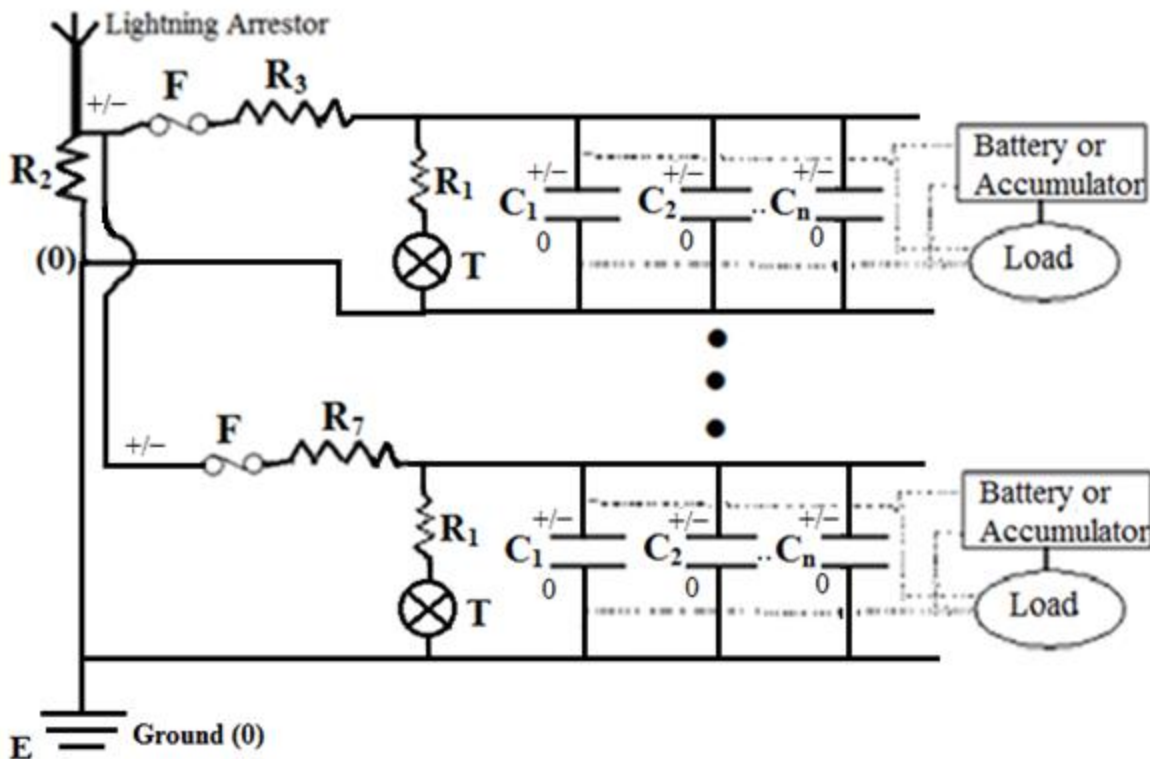 Lightning Arrestor
+/− F R₃
R₂
R₁
T
(0)
+/− +/− +/−
C₁ C₂ ..Cₙ
0 0 0
Battery or
Accumulator
Load
+/− F R₇
R₁
T
+/− +/− +/−
C₁ C₂ ..Cₙ
0 0 0
Battery or
Accumulator
Load
E Ground (0)